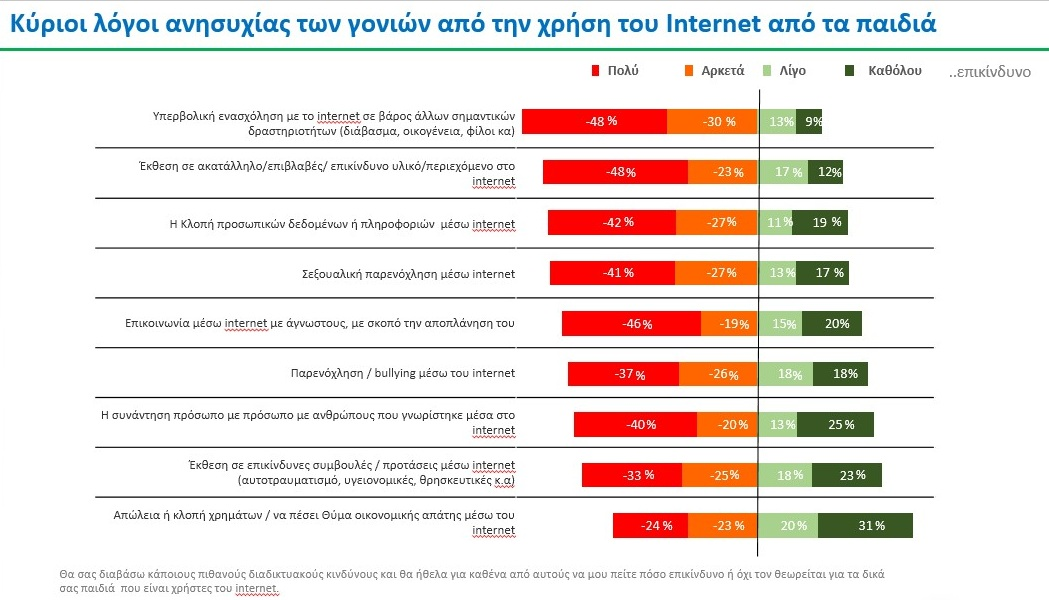 Κύριοι λόγοι ανησυχίας των γονιών από την χρήση του Internet από τα παιδιά
Πολύ Αρκετά Λίγο Καθόλου ..επικίνδυνο
Υπερβολική ενασχόληση με το internet σε βάρος άλλων σημαντικών
δραστηριοτήτων (διάβασμα, οικογένεια, φίλοι κα)
-48 % -30 % 13% 9%
Έκθεση σε ακατάλληλο/επιβλαβές/ επικίνδυνο υλικό/περιεχόμενο στο
internet
-48% -23% 17 % 12%
Η Κλοπή προσωπικών δεδομένων ή πληροφοριών μέσω internet
-42 % -27% 11% 19 %
Σεξουαλική παρενόχληση μέσω internet
-41% -27% 13% 17 %
Επικοινωνία μέσω internet με άγνωστους, με σκοπό την αποπλάνηση του
-46% -19% 15% 20%
Παρενόχληση / bullying μέσω του internet
-37 % -26% 18% 18%
Η συνάντηση πρόσωπο με πρόσωπο με ανθρώπους που γνωρίστηκε μέσα στο
internet
-40% -20% 13% 25 %
Έκθεση σε επικίνδυνες συμβουλές / προτάσεις μέσω internet
(αυτοτραυματισμό, υγειονομικές, θρησκευτικές κ.α)
-33 % -25% 18% 23%
Απώλεια ή κλοπή χρημάτων / να πέσει Θύμα οικονομικής απάτης μέσω του
internet
-24 % -23 % 20% 31%
Θα σας διαβάσω κάποιους πιθανούς διαδικτυακούς κινδύνους και θα ήθελα για καθένα από αυτούς να μου πείτε πόσο επικίνδυνο ή όχι τον θεωρείται για τα δικά
σας παιδιά που είναι χρήστες του internet.